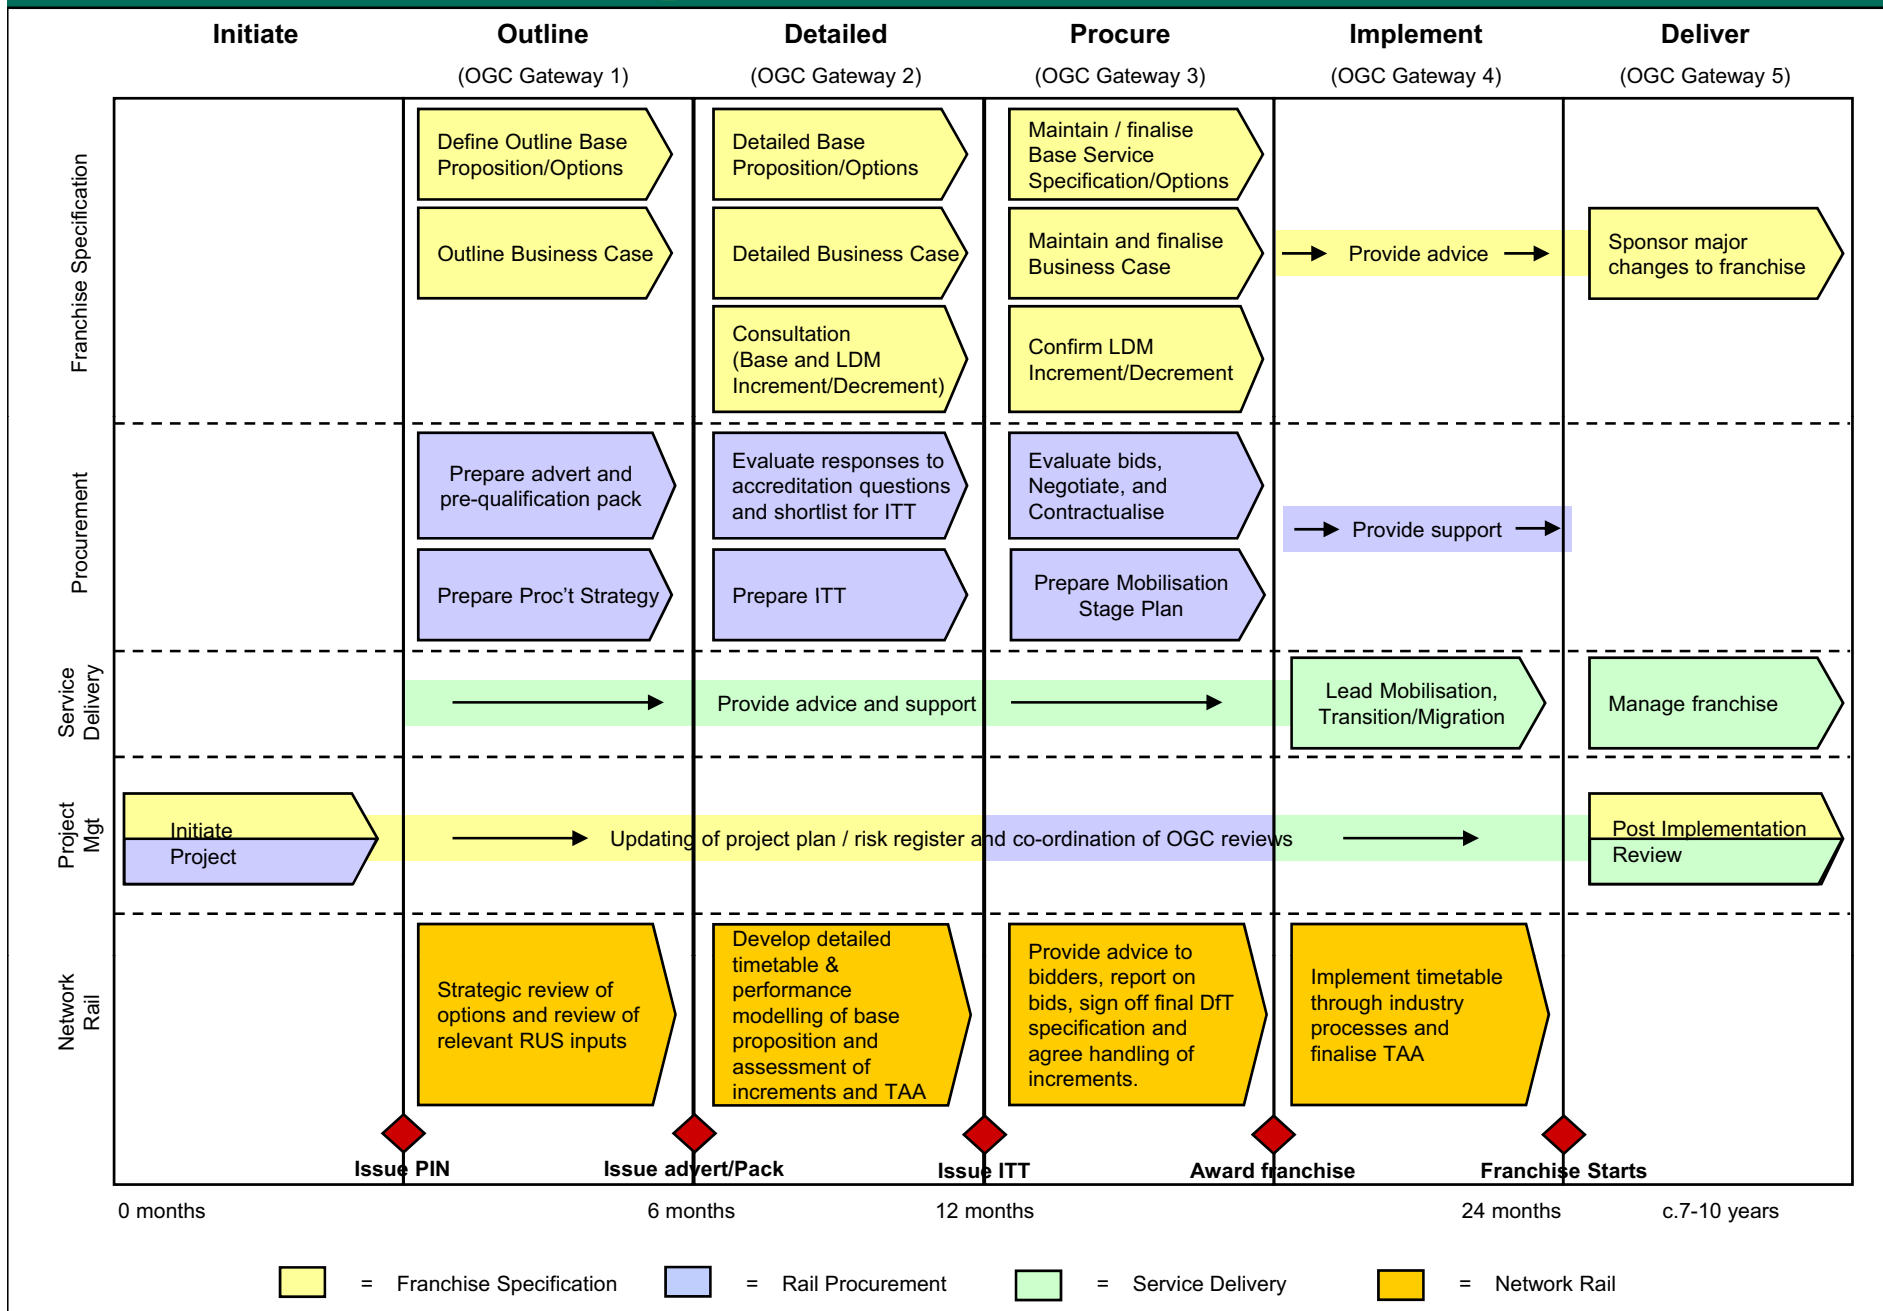 Initiate
Outline
Detailed
Procure
Implement
Deliver
(OGC Gateway 1)
(OGC Gateway 2)
(OGC Gateway 3)
(OGC Gateway 4)
(OGC Gateway 5)
Franchise Specification
Define Outline Base
Proposition/Options
Detailed Base
Proposition/Options
Maintain / finalise
Base Service
Specification/Options
Outline Business Case
Detailed Business Case
Maintain and finalise
Business Case
Provide advice
Sponsor major
changes to franchise
Consultation
(Base and LDM
Increment/Decrement)
Confirm LDM
Increment/Decrement
Procurement
Prepare advert and
pre-qualification pack
Evaluate responses to
accreditation questions
and shortlist for ITT
Evaluate bids,
Negotiate, and
Contractualise
Provide support
Prepare Proc't Strategy
Prepare ITT
Prepare Mobilisation
Stage Plan
Service
Delivery
Provide advice and support
Lead Mobilisation,
Transition/Migration
Manage franchise
Project
Mgt
Initiate
Project
Updating of project plan / risk register and co-ordination of OGC reviews
Post Implementation
Review
Network
Rail
Strategic review of
options and review of
relevant RUS inputs
Develop detailed
timetable &
performance
modelling of base
proposition and
assessment of
increments and TAA
Provide advice to
bidders, report on
bids, sign off final DfT
specification and
agree handling of
increments.
Implement timetable
through industry
processes and
finalise TAA
Issue PIN
Issue advert/Pack
Issue ITT
Award franchise
Franchise Starts
0 months
6 months
12 months
24 months
c.7-10 years
= Franchise Specification
= Rail Procurement
= Service Delivery
= Network Rail